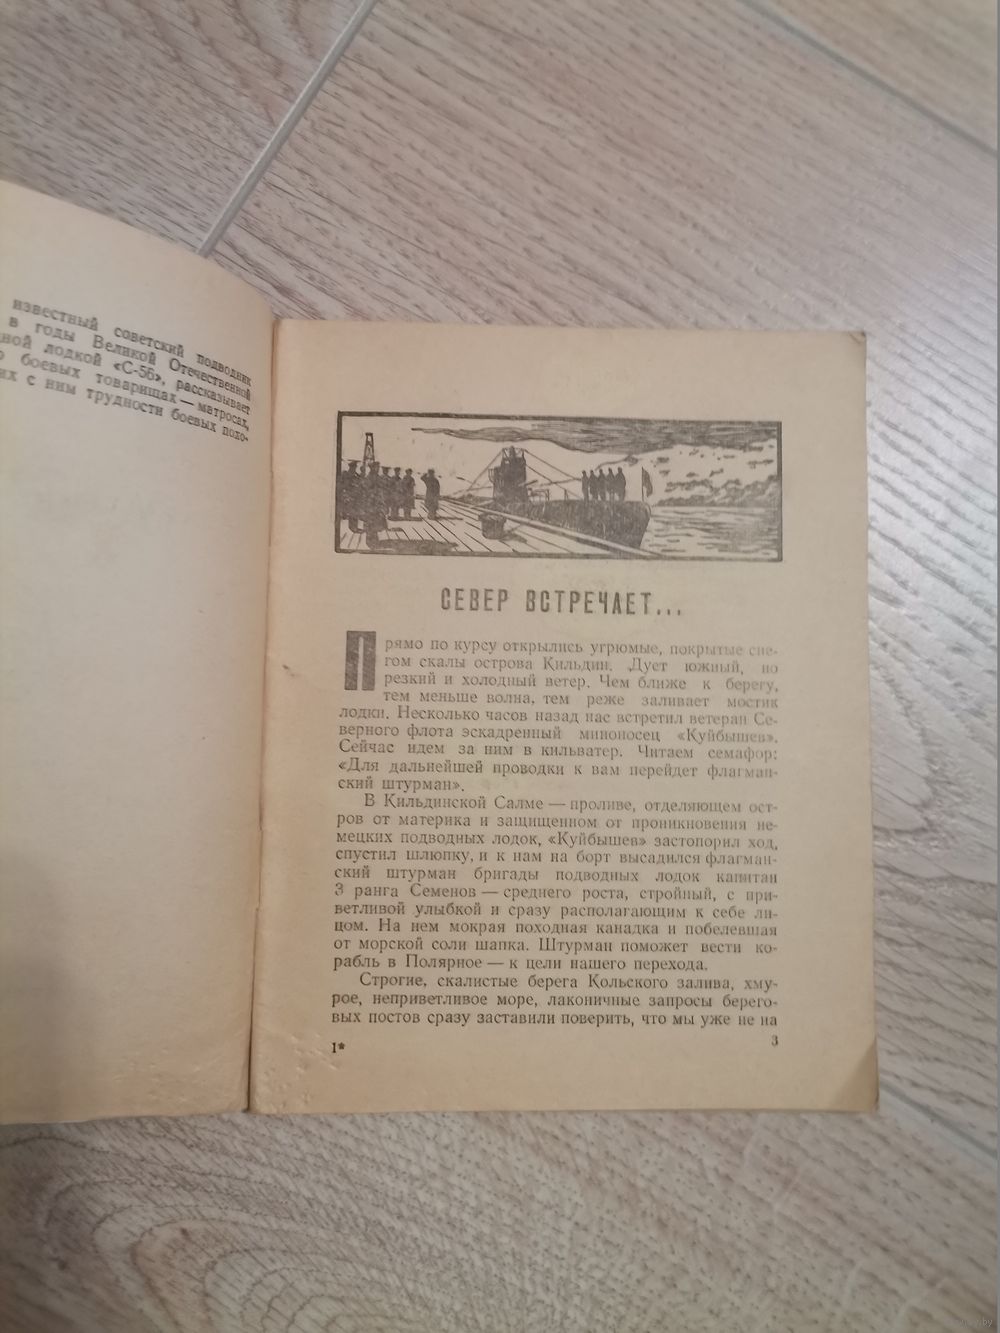 известный советский подводник
в годы Великой Отечественной
лодкой «С-56», рассказывает
боевых товарищах — матросах,
с ним трудности боевых похо-
СЕВЕР ВСТРЕЧАЕТ...
Прямо по курсу открылись угрюмые, покрытые сне-
гом скалы острова Кильдин. Дует южный, но
резкий и холодный ветер. Чем ближе к берегу,
тем меньше волна, тем реже заливает мостик
лодки. Несколько часов назад нас встретил ветеран Се-
верного флота эскадренный миноносец «Куйбышев».
Сейчас идем за ним в кильватер. Читаем семафор:
«Для дальнейшей проводки к вам перейдет флагман-
ский штурман».
В Кильдинской Салме — проливе, отделяющем ост-
ров от материка и защищенном от проникновения не-
мецких подводных лодок, «Куйбышев» застопорил ход,
спустил шлюпку, и к нам на борт высадился флагман-
ский штурман бригады подводных лодок капитан
3 ранга Семенов — среднего роста, стройный, с при-
ветливой улыбкой и сразу располагающим к себе ли-
цом. На нем мокрая походная канадка и побелевшая
от морской соли шапка. Штурман поможет вести ко-
рабль в Полярное — к цели нашего перехода.
Строгие, скалистые берега Кольского залива, хму-
рое, неприветливое море, лаконичные запросы берего-
вых постов сразу заставили поверить, что мы уже не на
1*
3